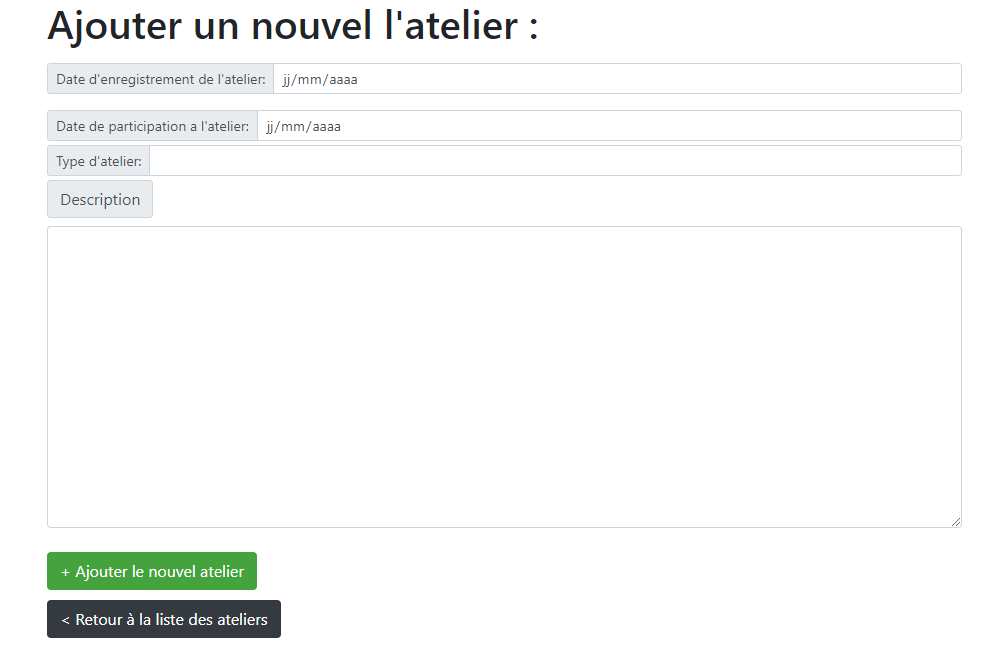 Ajouter un nouvel l'atelier :
Date d'enregistrement de l'atelier: jj/mm/aaaa
Date de participation a l'atelier: jj/mm/aaaa
Type d'atelier:
Description
+ Ajouter le nouvel atelier
< Retour à la liste des ateliers